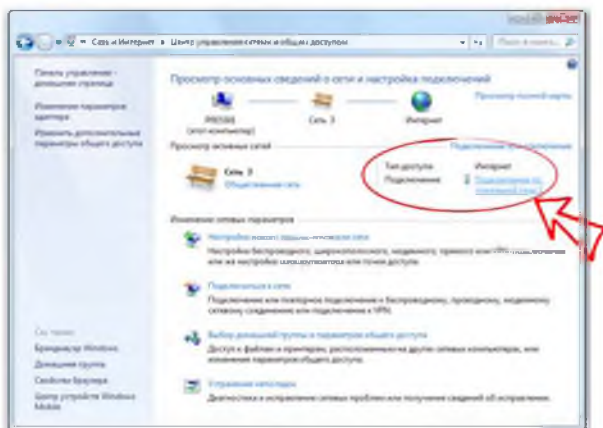 Сеть и Интернет ▸ Центр управления сетями и общим доступом
Панель управления -
домашняя страница
Изменение параметров
адаптера
Изменить дополнительные
параметры общего доступа
Просмотр основных сведений о сети и настройка подключений
Просмотр полной карты
(этот компьютер)
Сеть 3
Интернет
Просмотр активных сетей
Подключение или отключение
Сеть 3
Общественная сеть
Тип доступа: Интернет
Подключения: Подключение по
локальной сети
Изменение сетевых параметров
Настройка нового подключения или сети
Настройка беспроводного, широкополосного, модемного, прямого или
или же настройка маршрутизатора или точки доступа.
Подключиться к сети
Подключение или повторное подключение к беспроводному, проводному, модемному
сетевому соединению или подключение к VPN.
Выбор домашней группы и параметров общего доступа
Доступ к файлам и принтерам, расположенным на других сетевых компьютерах, или
изменение параметров общего доступа.
Устранение неполадок
Диагностика и исправление сетевых проблем или получение сведений об исправлении.
См. также
Брандмауэр Windows
Домашняя группа
Свойства браузера
Центр устройств Windows
Mobile